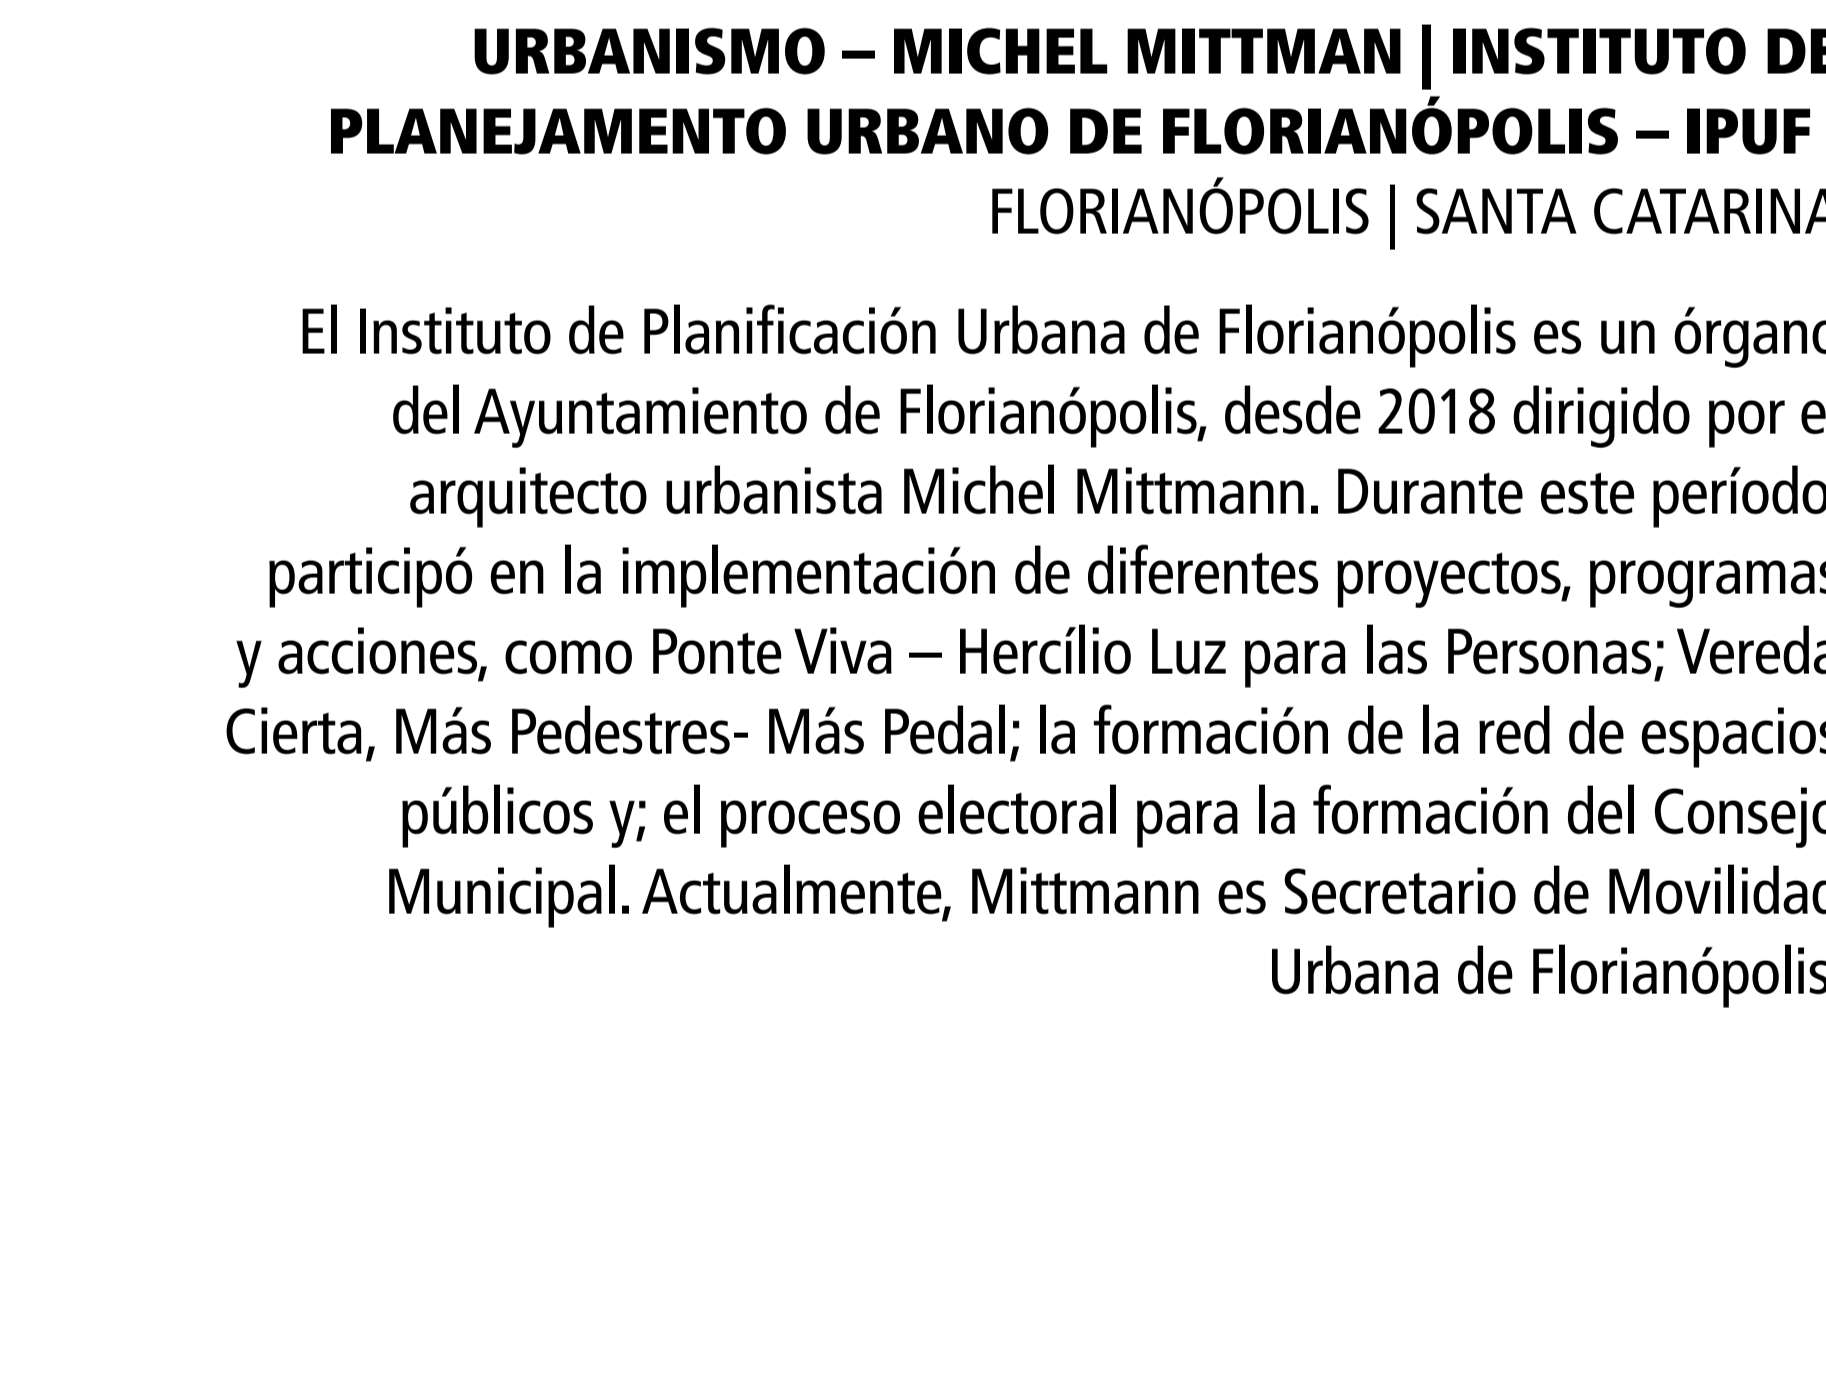 URBANISMO – MICHEL MITTMAN | INSTITUTO DE
PLANEJAMENTO URBANO DE FLORIANÓPOLIS – IPUF
FLORIANÓPOLIS | SANTA CATARINA
El Instituto de Planificación Urbana de Florianópolis es un órgano
del Ayuntamiento de Florianópolis, desde 2018 dirigido por el
arquitecto urbanista Michel Mittmann. Durante este período
participó en la implementación de diferentes proyectos, programas
y acciones, como Ponte Viva – Hercílio Luz para las Personas; Vereda
Cierta, Más Pedestres- Más Pedal; la formación de la red de espacios
públicos y; el proceso electoral para la formación del Consejo
Municipal. Actualmente, Mittmann es Secretario de Movilidad
Urbana de Florianópolis